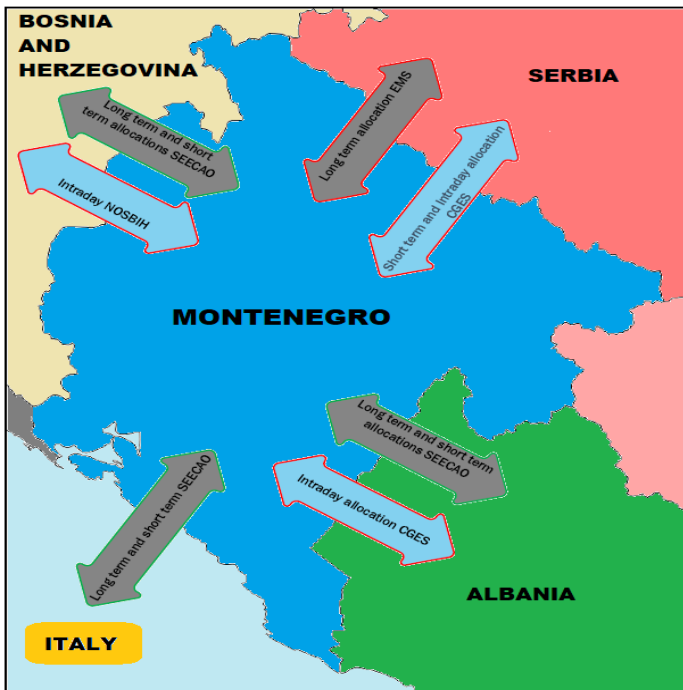 BOSNIA
AND
HERZEGOVINA
SERBIA
Long term and short
term allocations SEECAO
Long term allocation EMS
Intraday NOSBIH
Short term and Intraday allocation
CGES
MONTENEGRO
Long term and short term
allocations SEECAO
Long term and short term SEECAO
Intraday allocation CGES
ALBANIA
ITALY